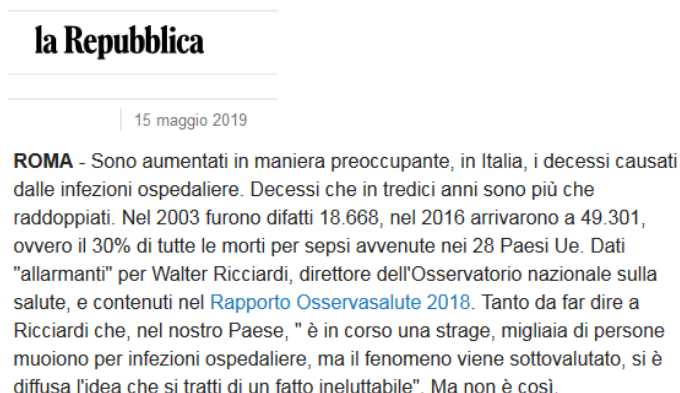 la Repubblica
15 maggio 2019
ROMA - Sono aumentati in maniera preoccupante, in Italia, i decessi causati
dalle infezioni ospedaliere. Decessi che in tredici anni sono più che
raddoppiati. Nel 2003 furono difatti 18.668, nel 2016 arrivarono a 49.301,
ovvero il 30% di tutte le morti per sepsi avvenute nei 28 Paesi Ue. Dati
"allarmanti" per Walter Ricciardi, direttore dell'Osservatorio nazionale sulla
salute, e contenuti nel Rapporto Osservasalute 2018. Tanto da far dire a
Ricciardi che, nel nostro Paese, " è in corso una strage, migliaia di persone
muoiono per infezioni ospedaliere, ma il fenomeno viene sottovalutato, si è
diffusa l'idea che si tratti di un fatto ineluttabile". Ma non è così.